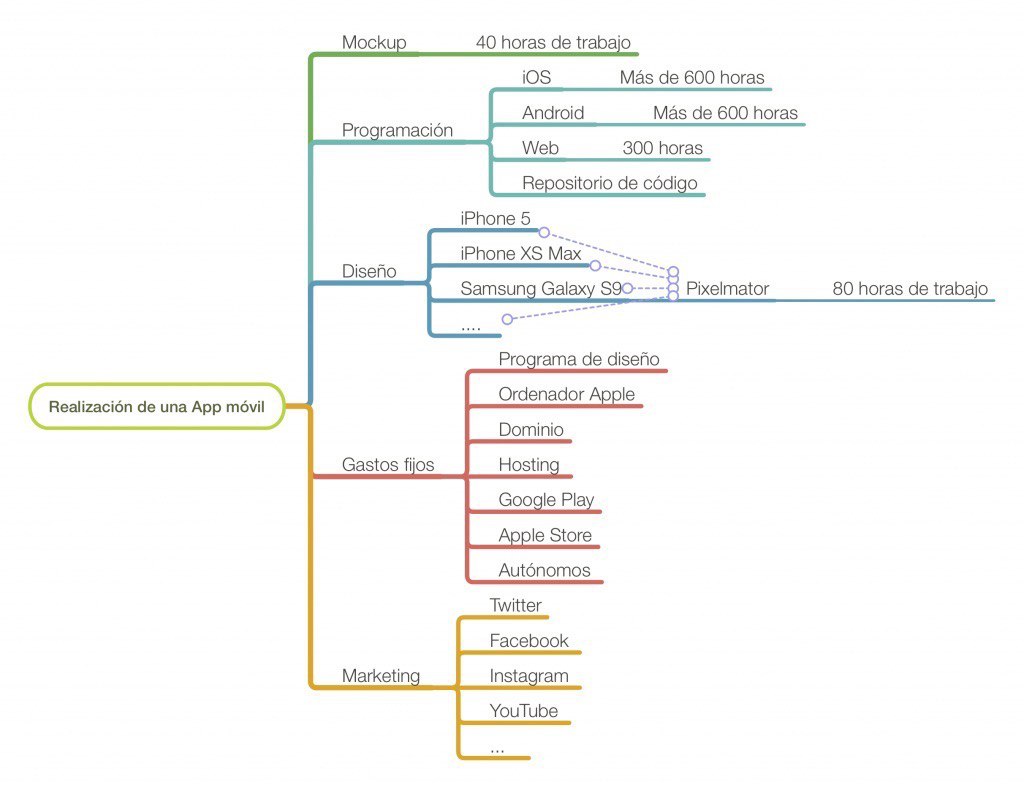 Mockup 40 horas de trabajo
iOS Más de 600 horas
Android Más de 600 horas
Programación
Web 300 horas
Repositorio de código
iPhone 5
iPhone XS Max
Diseño
Samsung Galaxy S9 Pixelmator 80 horas de trabajo
....
Programa de diseño
Ordenador Apple
Realización de una App móvil
Dominio
Gastos fijos
Hosting
Google Play
Apple Store
Autónomos
Twitter
Facebook
Marketing
Instagram
YouTube
...